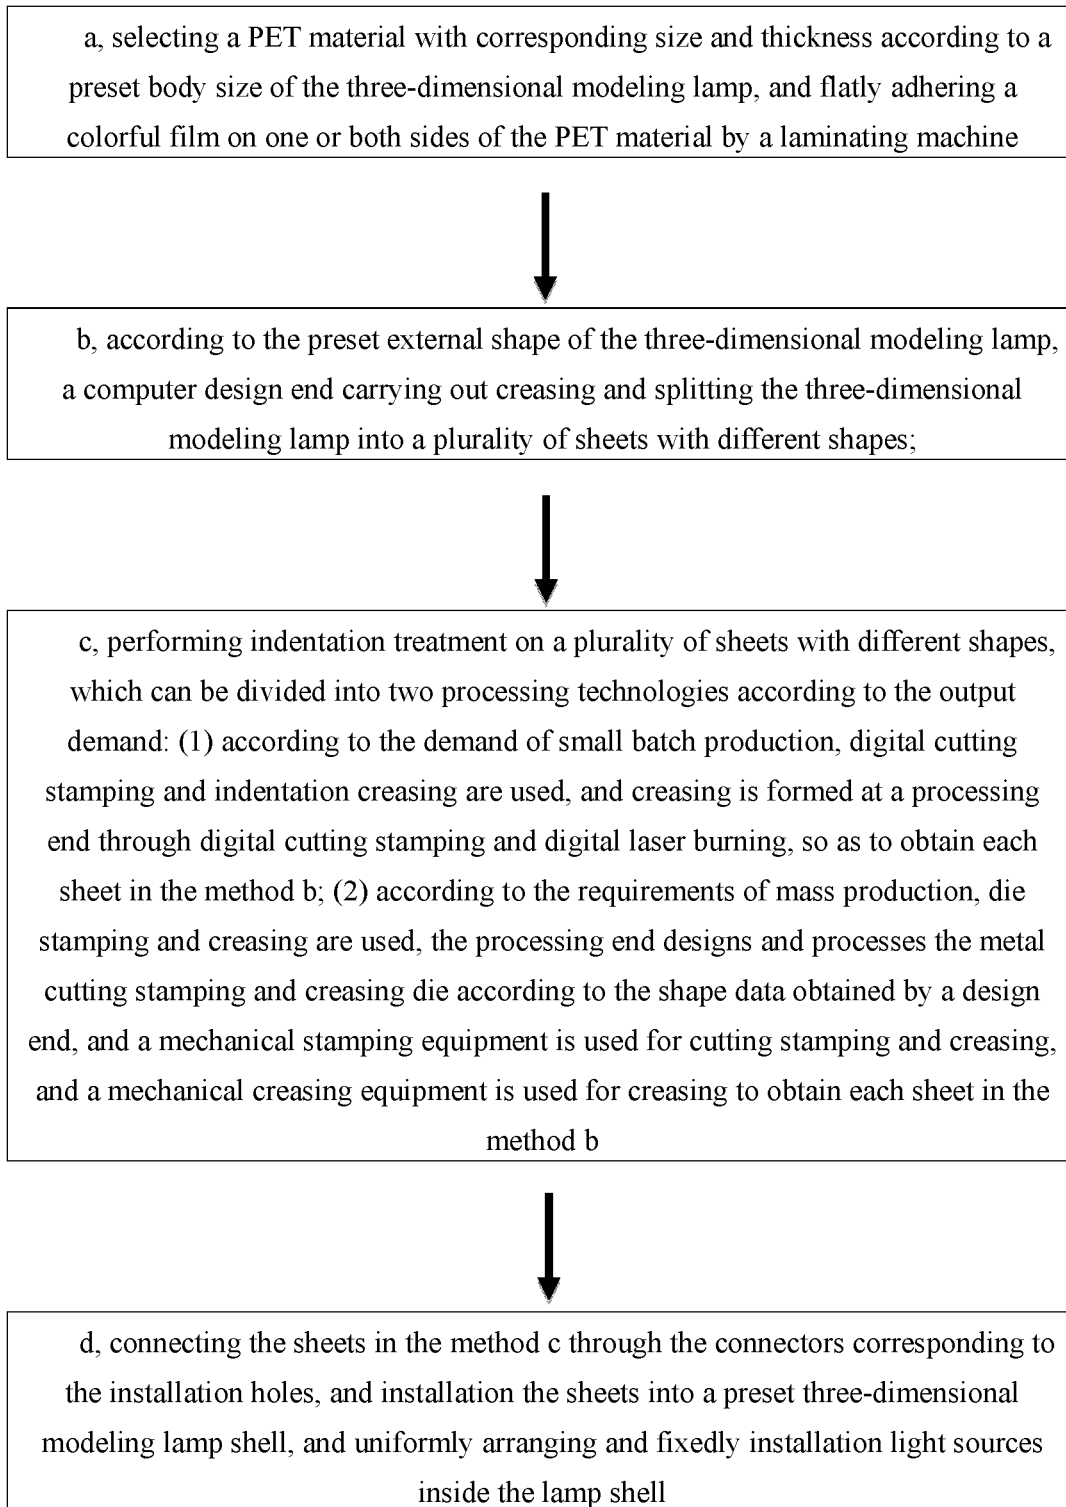 a, selecting a PET material with corresponding size and thickness according to a
preset body size of the three-dimensional modeling lamp, and flatly adhering a
colorful film on one or both sides of the PET material by a laminating machine
b, according to the preset external shape of the three-dimensional modeling lamp,
a computer design end carrying out creasing and splitting the three-dimensional
modeling lamp into a plurality of sheets with different shapes;
c, performing indentation treatment on a plurality of sheets with different shapes,
which can be divided into two processing technologies according to the output
demand: (1) according to the demand of small batch production, digital cutting
stamping and indentation creasing are used, and creasing is formed at a processing
end through digital cutting stamping and digital laser burning, so as to obtain each
sheet in the method b; (2) according to the requirements of mass production, die
stamping and creasing are used, the processing end designs and processes the metal
cutting stamping and creasing die according to the shape data obtained by a design
end, and a mechanical stamping equipment is used for cutting stamping and creasing,
and a mechanical creasing equipment is used for creasing to obtain each sheet in the
method b
d, connecting the sheets in the method c through the connectors corresponding to
the installation holes, and installation the sheets into a preset three-dimensional
modeling lamp shell, and uniformly arranging and fixedly installation light sources
inside the lamp shell